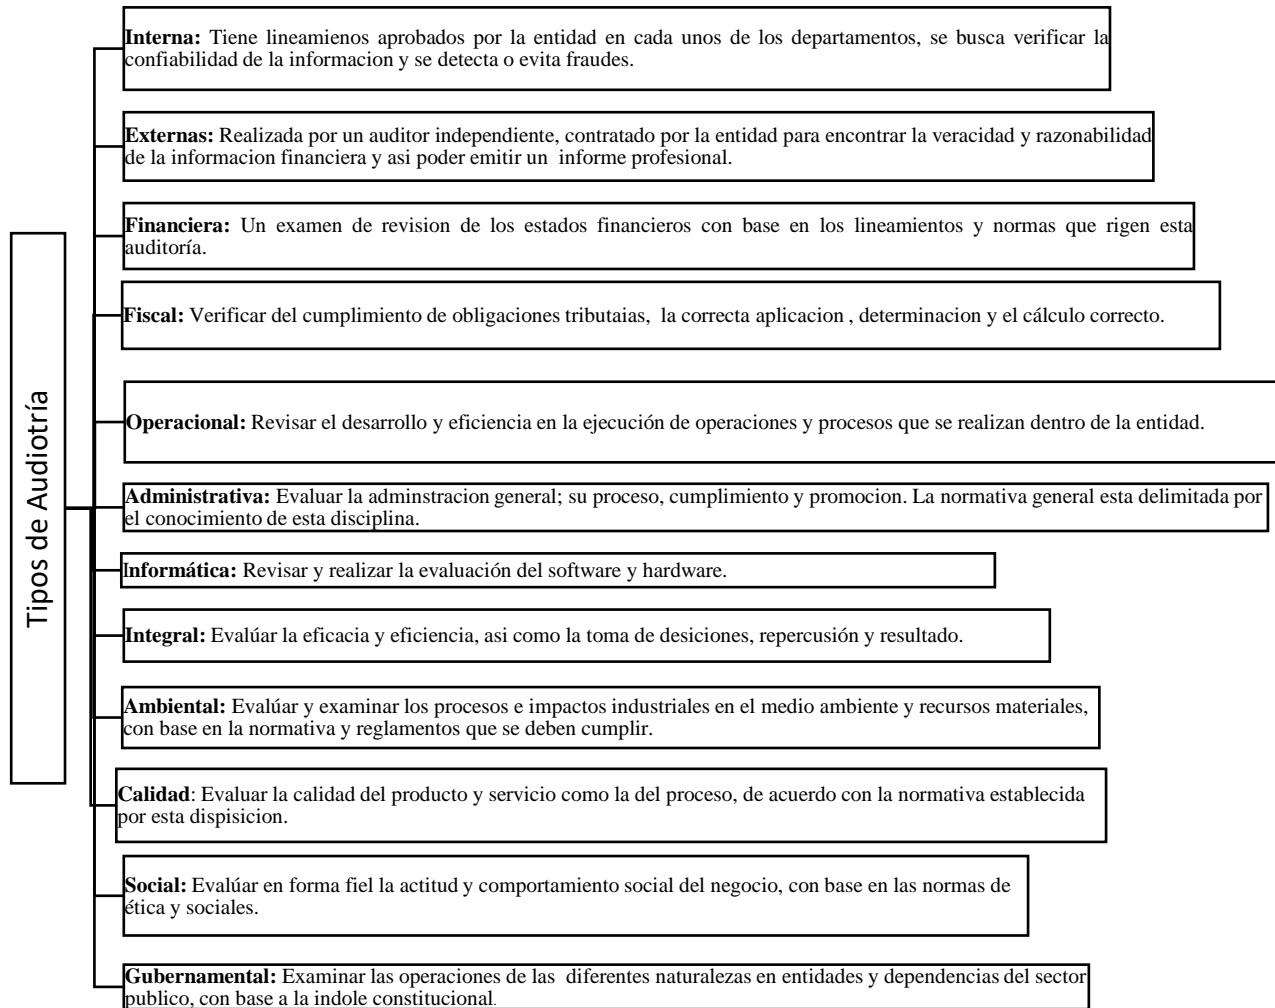 Tipos de Audiotría
Interna: Tiene lineamienos aprobados por la entidad en cada unos de los departamentos, se busca verificar la
confiabilidad de la informacion y se detecta o evita fraudes.
Externas: Realizada por un auditor independiente, contratado por la entidad para encontrar la veracidad y razonabilidad
de la informacion financiera y asi poder emitir un informe profesional.
Financiera: Un examen de revision de los estados financieros con base en los lineamientos y normas que rigen esta
auditoría.
Fiscal: Verificar del cumplimiento de obligaciones tributaias, la correcta aplicacion , determinacion y el cálculo correcto.
Operacional: Revisar el desarrollo y eficiencia en la ejecución de operaciones y procesos que se realizan dentro de la entidad.
Administrativa: Evaluar la adminstracion general; su proceso, cumplimiento y promocion. La normativa general esta delimitada por
el conocimiento de esta disciplina.
Informática: Revisar y realizar la evaluación del software y hardware.
Integral: Evalúar la eficacia y eficiencia, asi como la toma de desiciones, repercusión y resultado.
Ambiental: Evalúar y examinar los procesos e impactos industriales en el medio ambiente y recursos materiales,
con base en la normativa y reglamentos que se deben cumplir.
Calidad: Evaluar la calidad del producto y servicio como la del proceso, de acuerdo con la normativa establecida
por esta dispisicion.
Social: Evalúar en forma fiel la actitud y comportamiento social del negocio, con base en las normas de
ética y sociales.
Gubernamental: Examinar las operaciones de las diferentes naturalezas en entidades y dependencias del sector
publico, con base a la indole constitucional.